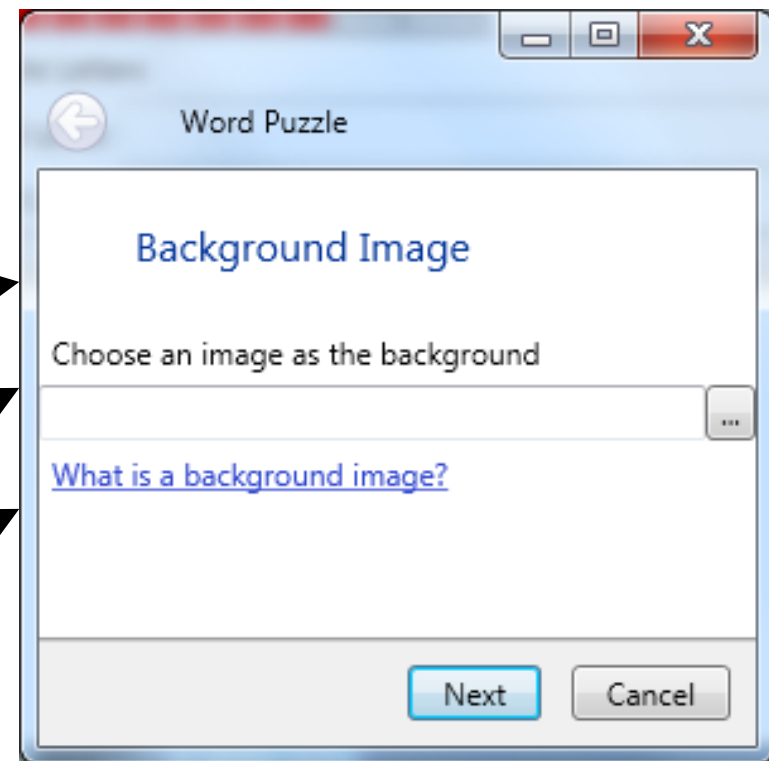 Word Puzzle
Background Image
Choose an image as the background
...
What is a background image?
Next
Cancel